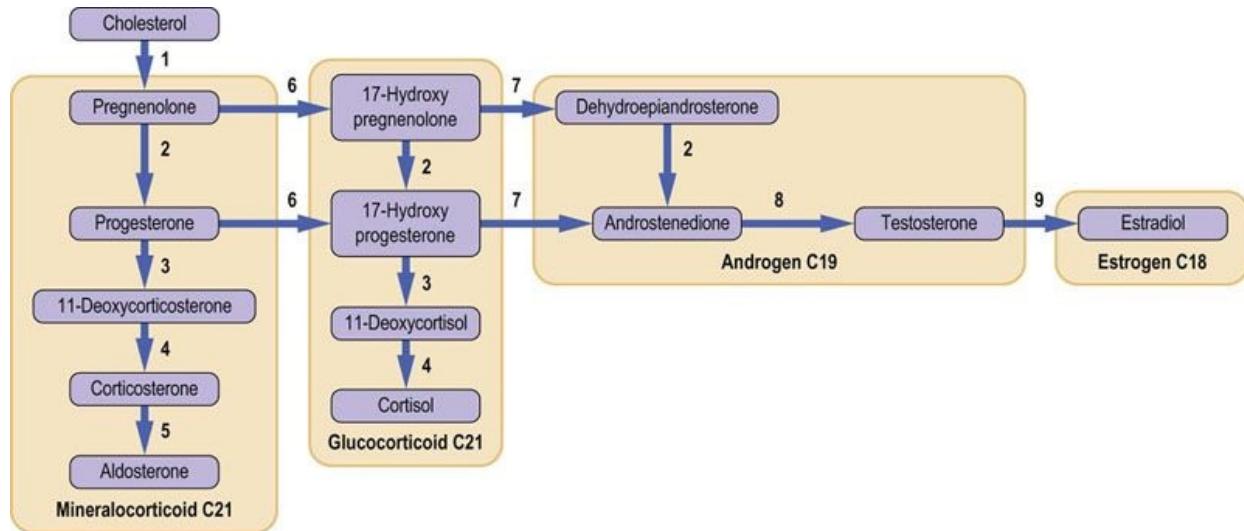 Cholesterol
1
Pregnenolone
6
17-Hydroxy
pregnenolone
7
Dehydroepiandrosterone
2
2
2
Progesterone
6
17-Hydroxy
progesterone
7
Androstenedione
8
Testosterone
9
Estradiol
3
3
Androgen C19
Estrogen C18
11-Deoxycorticosterone
11-Deoxycortisol
4
4
Corticosterone
Cortisol
5
Glucocorticoid C21
Aldosterone
Mineralocorticoid C21